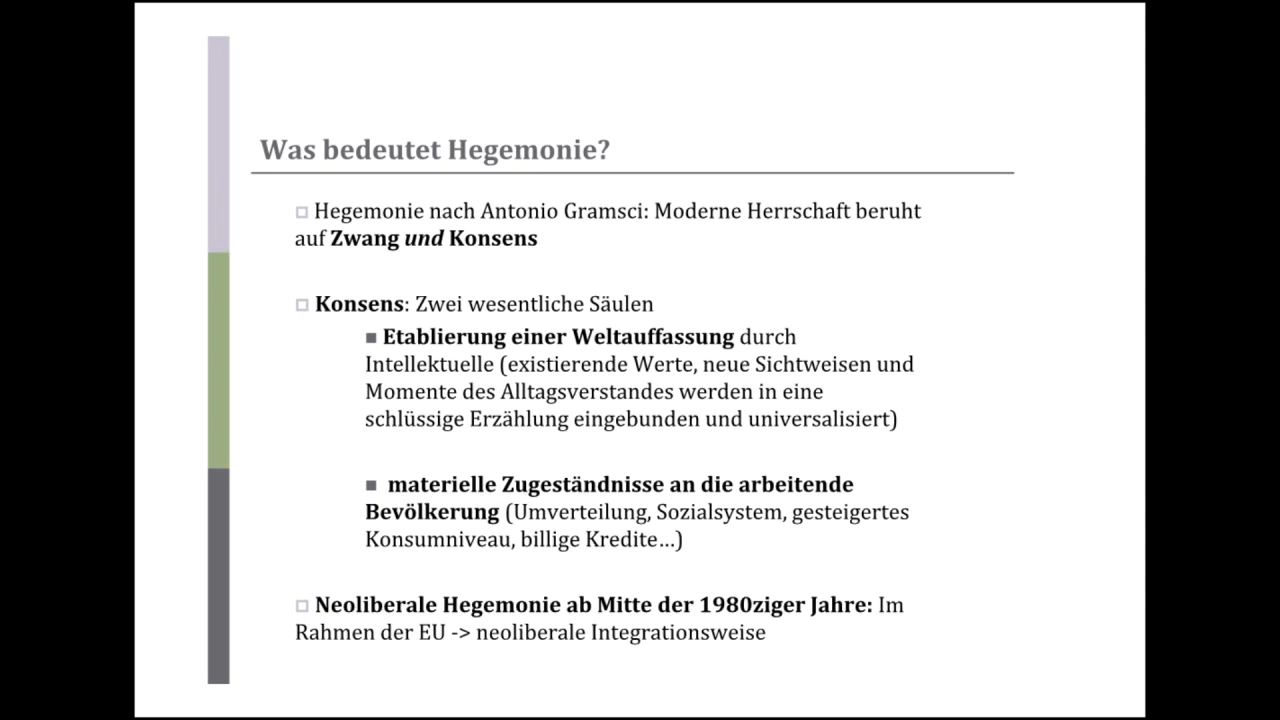 Was bedeutet Hegemonie?
Hegemonie nach Antonio Gramsci: Moderne Herrschaft beruht
auf Zwang und Konsens
Konsens: Zwei wesentliche Säulen
Etablierung einer Weltauffassung durch
Intellektuelle (existierende Werte, neue Sichtweisen und
Momente des Alltagsverstandes werden in eine
schlüssige Erzählung eingebunden und universalisiert)
materielle Zugeständnisse an die arbeitende
Bevölkerung (Umverteilung, Sozialsystem, gesteigertes
Konsumniveau, billige Kredite…)
Neoliberale Hegemonie ab Mitte der 1980ziger Jahre: Im
Rahmen der EU -> neoliberale Integrationsweise